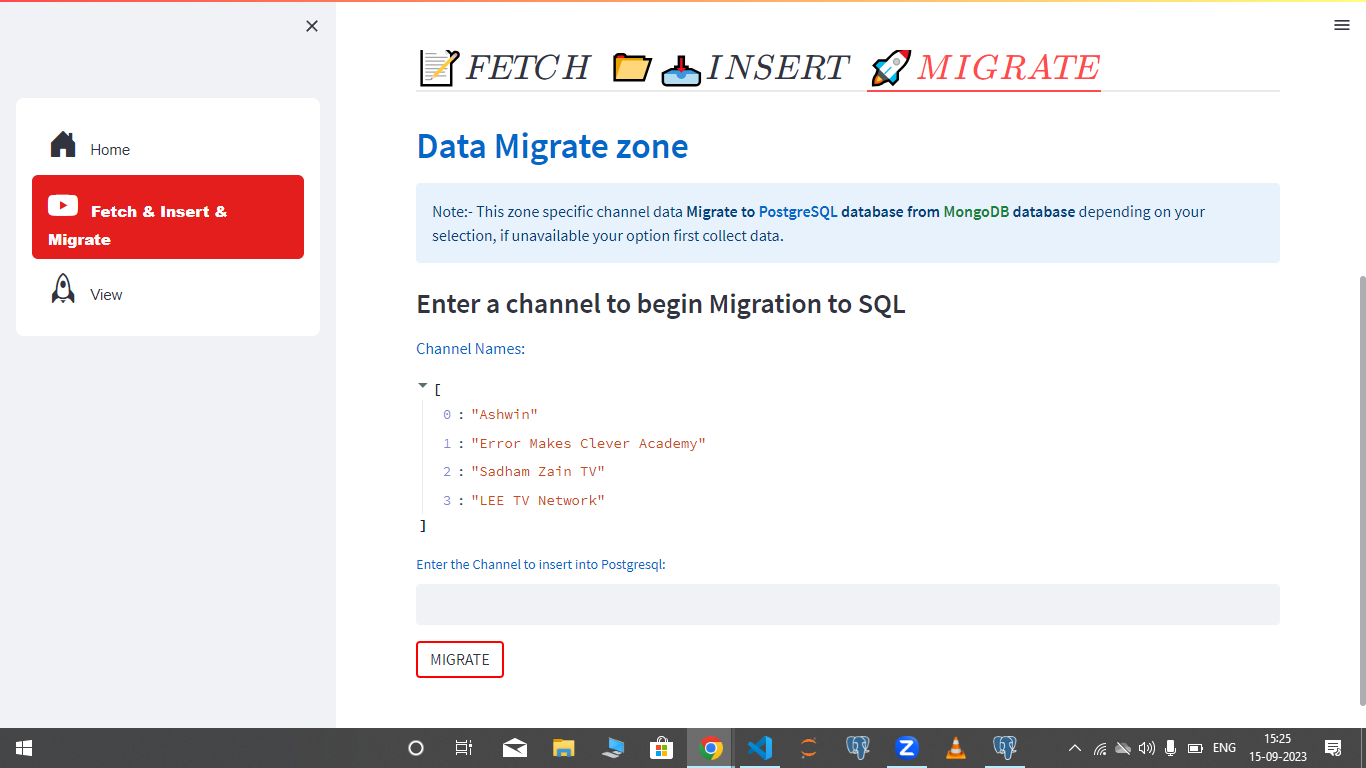 FETCH INSERT MIGRATE
Home
Fetch & Insert &
Migrate
View
Data Migrate zone
Note:- This zone specific channel data Migrate to PostgreSQL database from MongoDB database depending on your
selection, if unavailable your option first collect data.
Enter a channel to begin Migration to SQL
Channel Names:
[
0 : "Ashwin"
1 : "Error Makes Clever Academy"
2 : "Sadham Zain TV"
3 : "LEE TV Network"
]
Enter the Channel to insert into Postgresql:
MIGRATE
ENG
15:25
15-09-2023